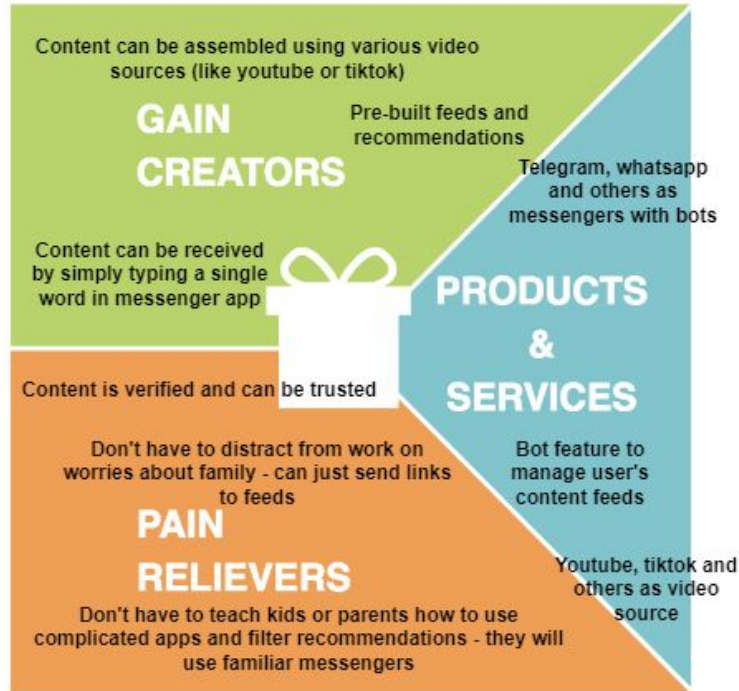 Content can be assembled using various video
sources (like youtube or tiktok)
GAIN
CREATORS
Pre-built feeds and
recommendations
Content can be received
by simply typing a single
word in messenger app
Telegram, whatsapp
and others as
messengers with bots
PRODUCTS
&
SERVICES
Bot feature to
manage user's
content feeds
Youtube, tiktok and
others as video
source
Content is verified and can be trusted
Don't have to distract from work on
worries about family - can just send links
to feeds
PAIN
RELIEVERS
Don't have to teach kids or parents how to use
complicated apps and filter recommendations - they will
use familiar messengers